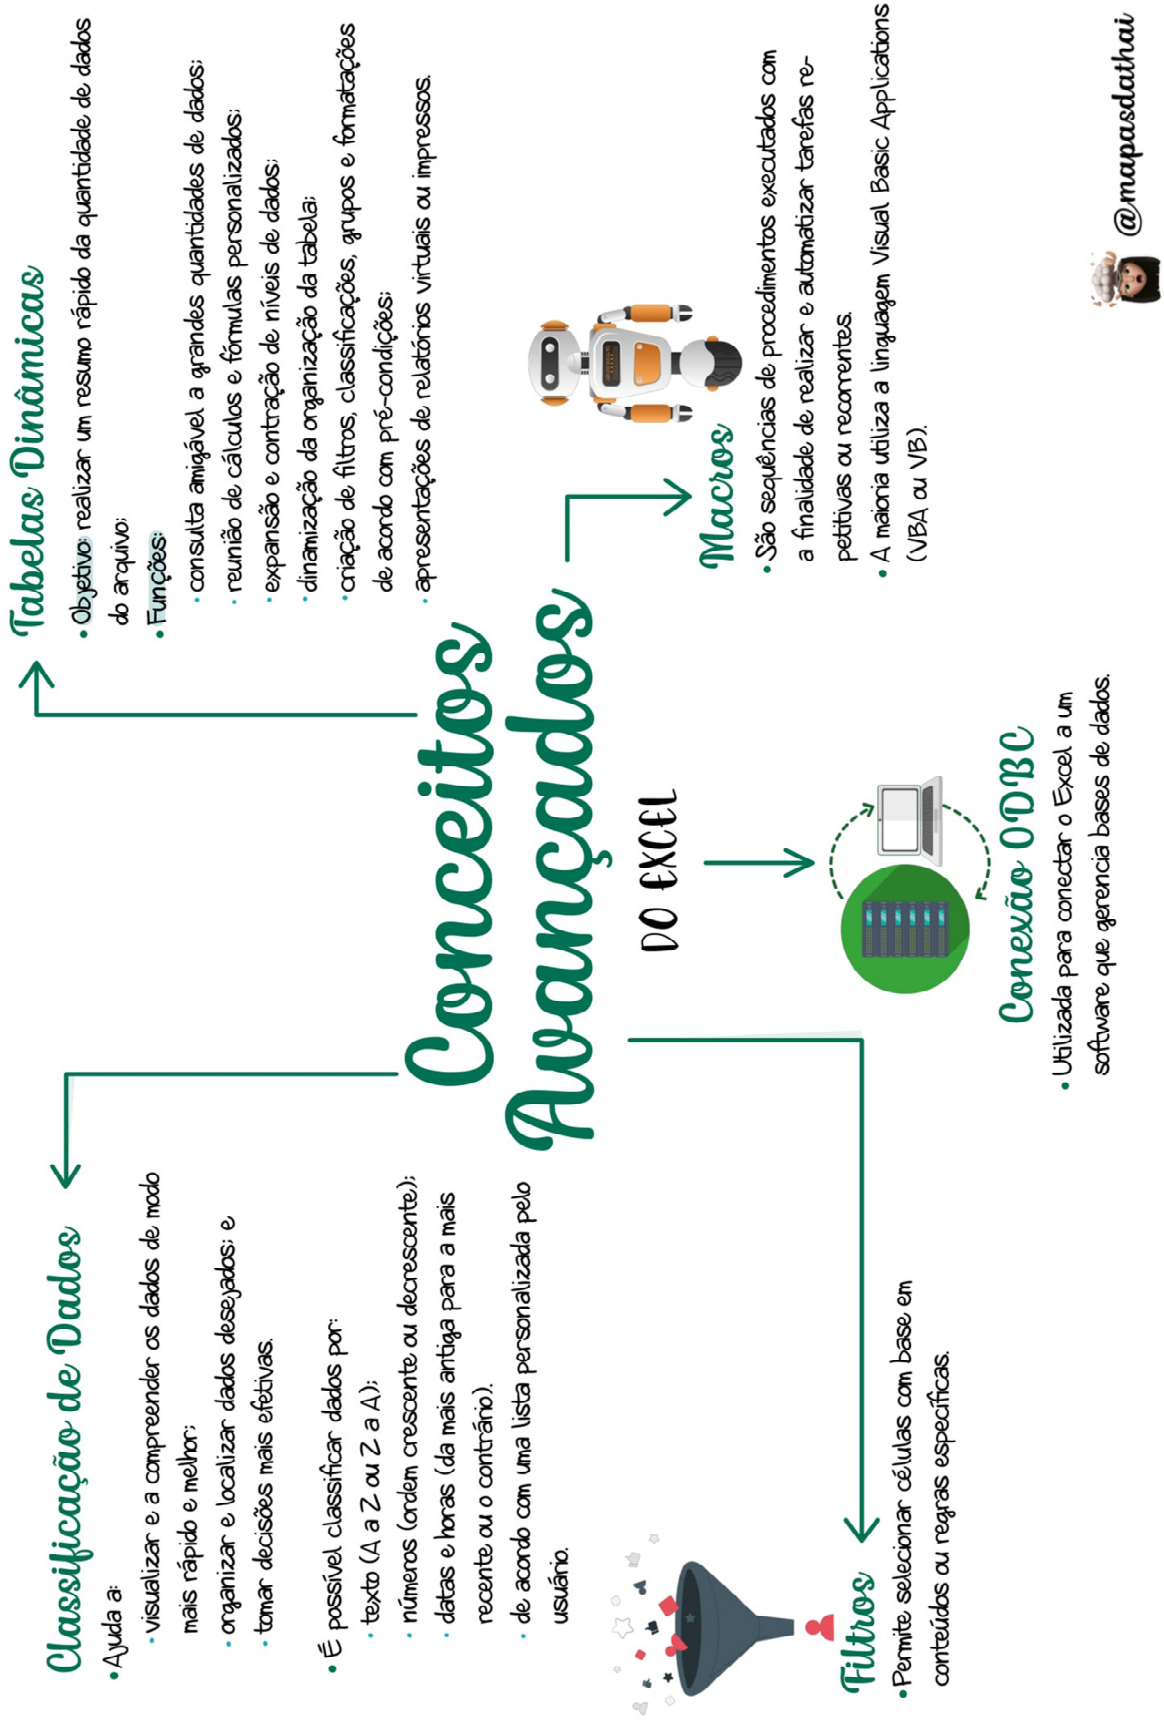 Conceitos
Avançados
DO EXCEL
Classificação de Dados
• Ajuda a:
• visualizar e a compreender os dados de modo
mais rápido e melhor;
• organizar e localizar dados desejados; e
• tomar decisões mais efetivas.
• É possível classificar dados por:
• texto (A a Z ou Z a A);
• números (ordem crescente ou decrescente);
• datas e horas (da mais antiga para a mais
recente ou o contrário).
• de acordo com uma lista personalizada pelo
usuário.
Tabelas Dinâmicas
• Objetivo: realizar um resumo rápido da quantidade de dados
do arquivo;
• Funções:
• consulta amigável a grandes quantidades de dados;
• reunião de cálculos e fórmulas personalizados;
• expansão e contração de níveis de dados;
• dinamização da organização da tabela;
• criação de filtros, classificações, grupos e formatações
de acordo com pré-condições;
• apresentações de relatórios virtuais ou impressos.
Filtros
• Permite selecionar células com base em
conteúdos ou regras específicas.
Conexão ODBC
• Utilizada para conectar o Excel a um
software que gerencia bases de dados.
Macros
• São sequências de procedimentos executados com
a finalidade de realizar e automatizar tarefas re-
petitivas ou recorrentes.
• A maioria utiliza a linguagem Visual Basic Applications
(VBA ou VB).
@mapasdathai